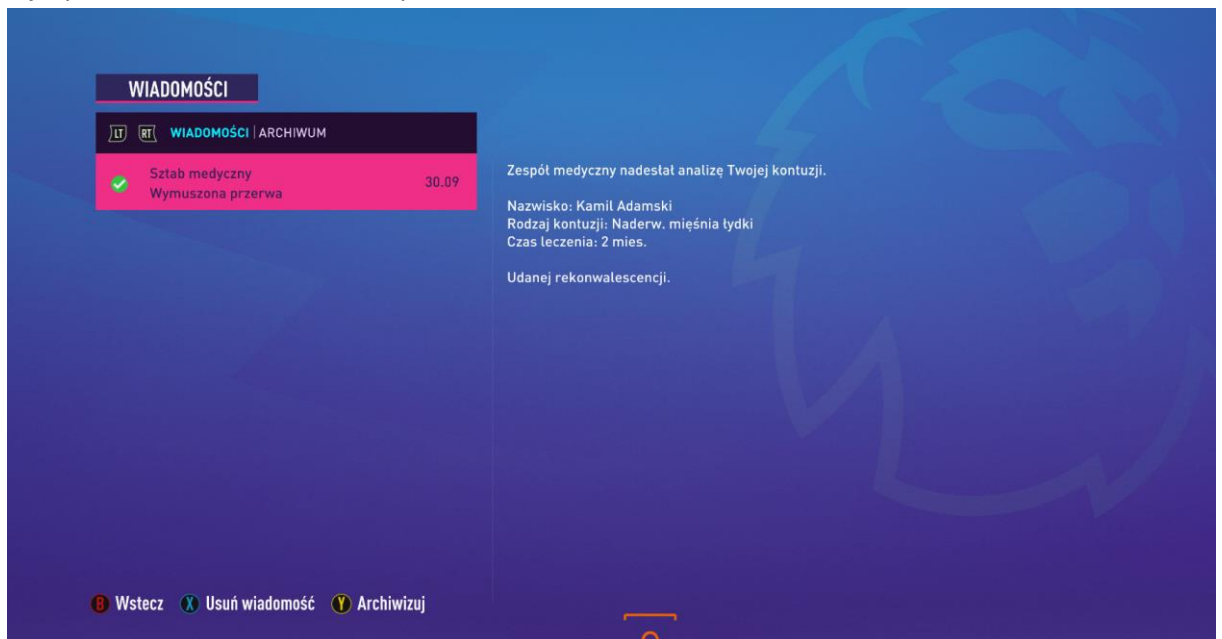 WIADOMOŚCI
LT RT WIADOMOŚCI | ARCHIWUM
Sztab medyczny
Wymuszona przerwa
30.09
Zespół medyczny nadesłał analizę Twojej kontuzji.
Nazwisko: Kamil Adamski
Rodzaj kontuzji: Naderw. mięśnia łydki
Czas leczenia: 2 mies.
Udanej rekonwalescencji.
B Wstecz X Usuń wiadomość Y Archiwizuj